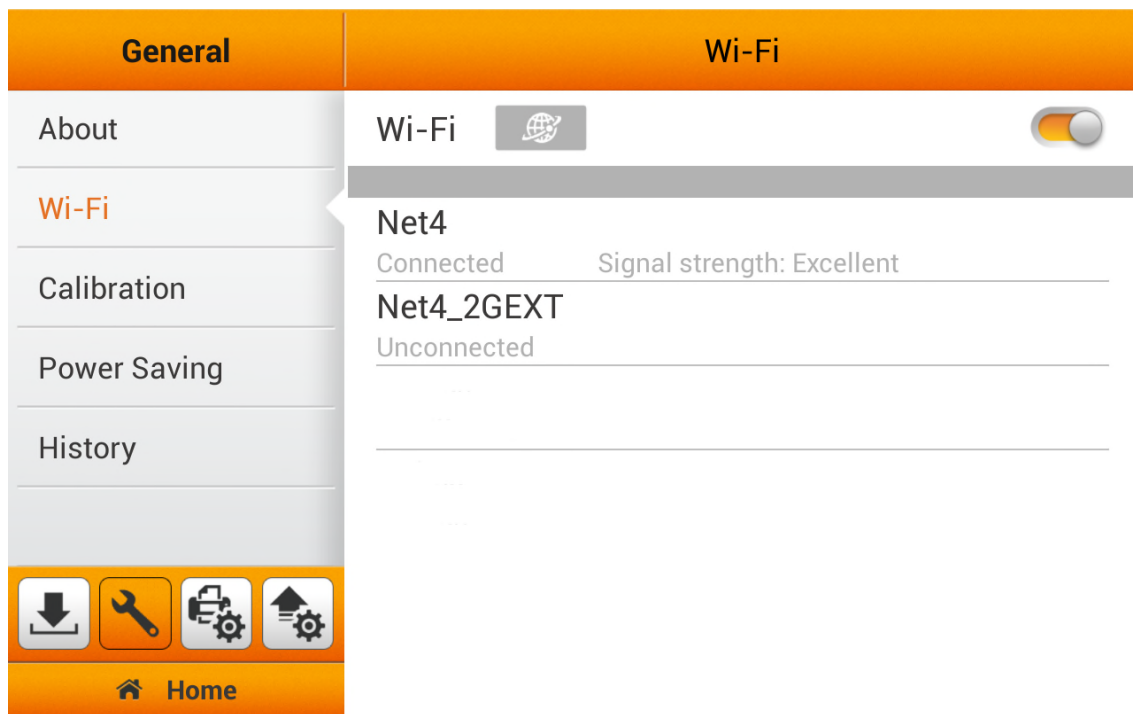 General
Wi-Fi
About
Wi-Fi
Calibration
Power Saving
History
Home
Wi-Fi
Net4
Connected Signal strength: Excellent
Net4_2GEXT
Unconnected